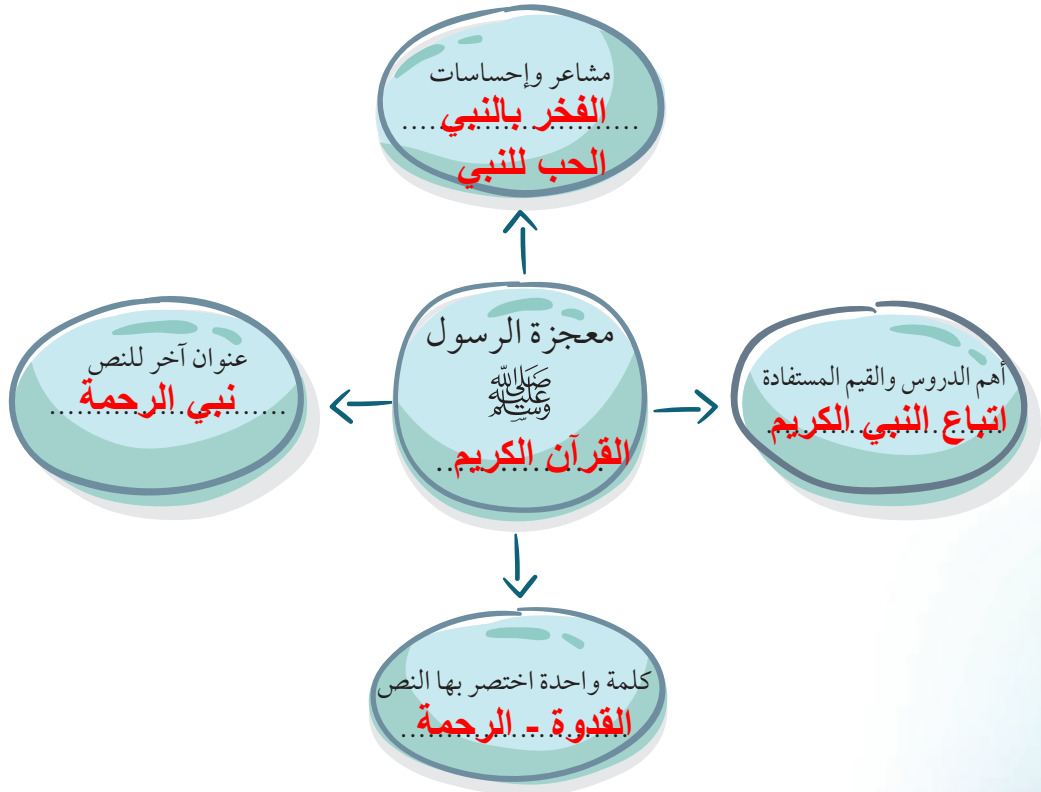 مشاعر وإحساسات
الفخر بالنبي
الحب للنبي
معجزة الرسول
ﷺ
القرآن الكريم
أهم الدروس والقيم المستفادة
اتباع النبي الكريم
عنوان آخر للنص
نبي الرحمة
كلمة واحدة اختصر بها النص
القدوة - الرحمة